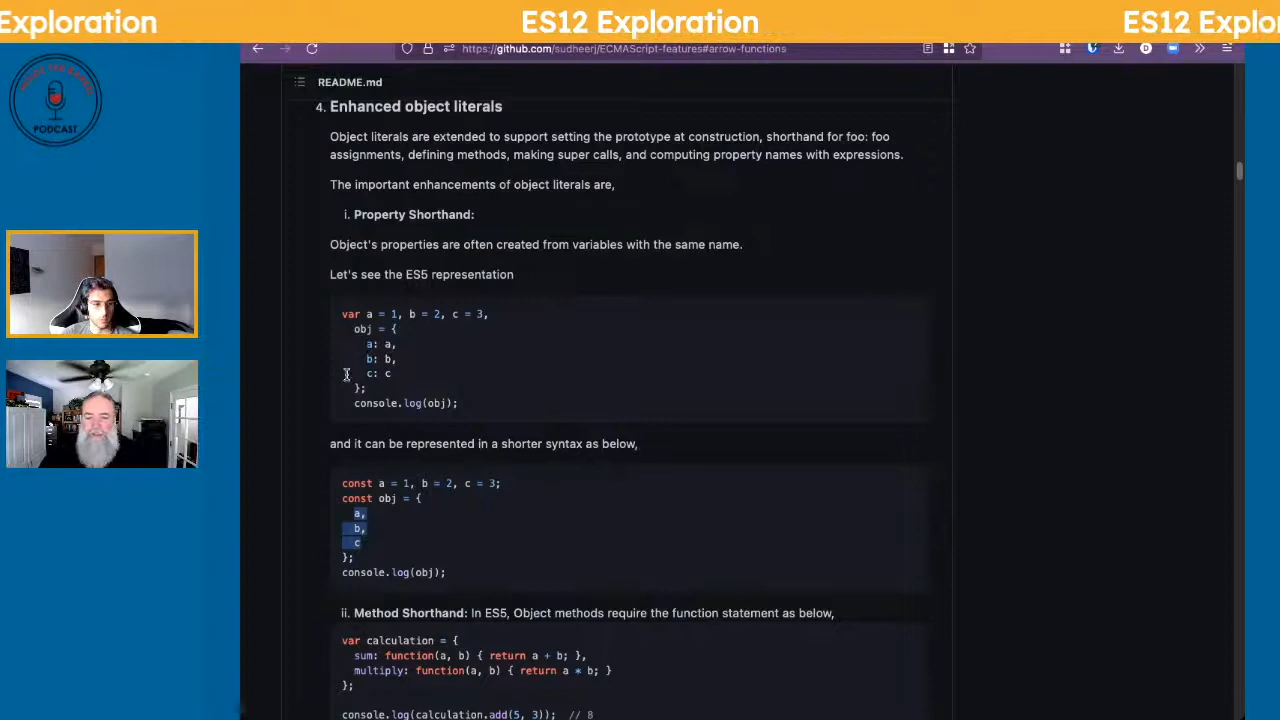 Exploration
ES12 Exploration
ES12 Explo
https://github.com/sudheerj/ECMAScript-features#arrow-functions
PODCAST
README.md
4. Enhanced object literals
Object literals are extended to support setting the prototype at construction, shorthand for foo: foo
assignments, defining methods, making super calls, and computing property names with expressions.
The important enhancements of object literals are,
i. Property Shorthand:
Object's properties are often created from variables with the same name.
Let's see the ES5 representation
var a = 1, b = 2, c = 3,
obj = {
a: a,
b: b,
c: c
};
console.log(obj);
and it can be represented in a shorter syntax as below,
const a = 1, b = 2, c = 3;
const obj = {
a,
b,
c
};
console.log(obj);
ii. Method Shorthand: In ES5, Object methods require the function statement as below,
var calculation = {
sum: function(a, b) { return a + b; },
multiply: function(a, b) { return a * b; }
};
console.log(calculation.add(5, 3));  // 8